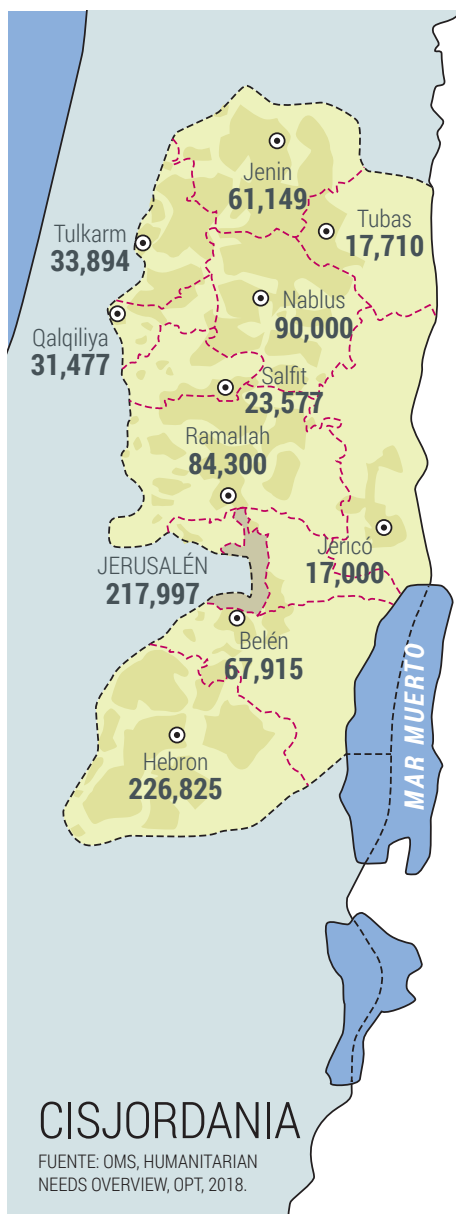 Jenin
61,149
Tubas
17,710
Tulkarm
33,894
Nablus
90,000
Qalqiliya
31,477
Salfit
23,577
Ramallah
84,300
Jericó
17,000
JERUSALÉN
217,997
Belén
67,915
MAR MUERTO
Hebron
226,825
CISJORDANIA
FUENTE: OMS, HUMANITARIAN
NEEDS OVERVIEW, OPT, 2018.